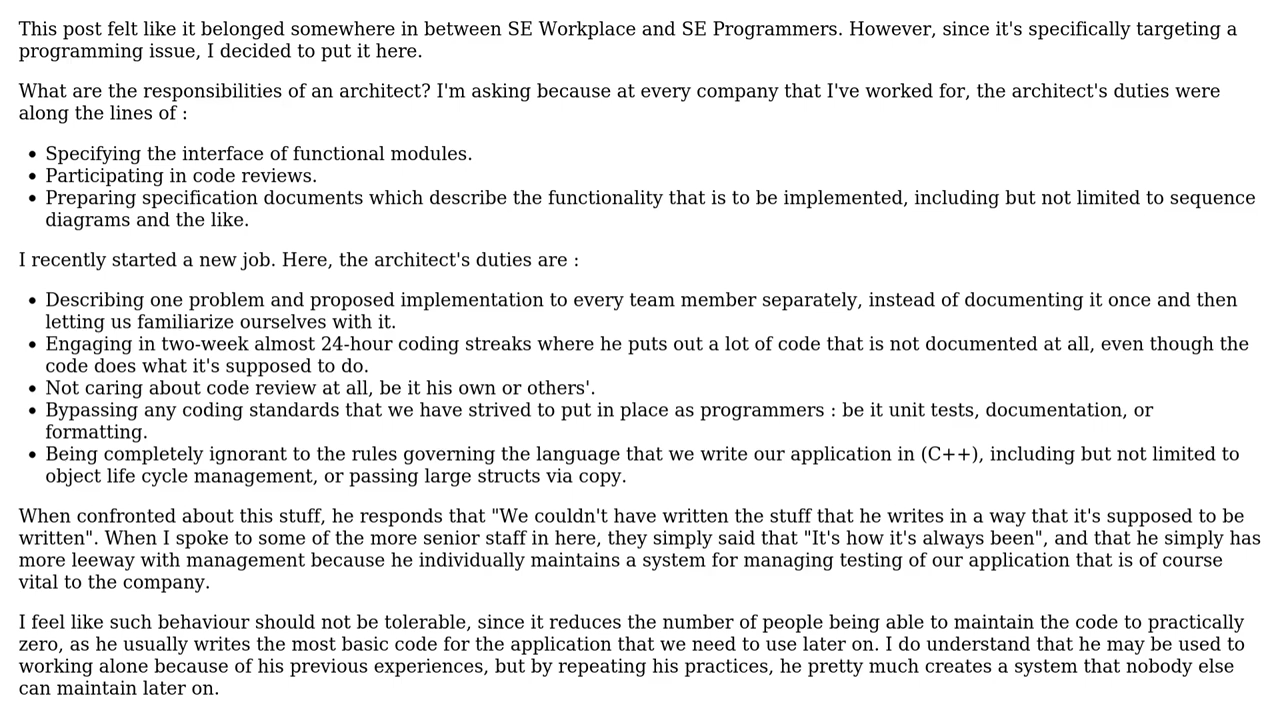 This post felt like it belonged somewhere in between SE Workplace and SE Programmers. However, since it's specifically targeting a
programming issue, I decided to put it here.
What are the responsibilities of an architect? I'm asking because at every company that I've worked for, the architect's duties were
along the lines of :
• Specifying the interface of functional modules.
• Participating in code reviews.
• Preparing specification documents which describe the functionality that is to be implemented, including but not limited to sequence
diagrams and the like.
I recently started a new job. Here, the architect's duties are :
• Describing one problem and proposed implementation to every team member separately, instead of documenting it once and then
letting us familiarize ourselves with it.
• Engaging in two-week almost 24-hour coding streaks where he puts out a lot of code that is not documented at all, even though the
code does what it's supposed to do.
• Not caring about code review at all, be it his own or others'.
• Bypassing any coding standards that we have strived to put in place as programmers : be it unit tests, documentation, or
formatting.
• Being completely ignorant to the rules governing the language that we write our application in (C++), including but not limited to
object life cycle management, or passing large structs via copy.
When confronted about this stuff, he responds that "We couldn't have written the stuff that he writes in a way that it's supposed to be
written". When I spoke to some of the more senior staff in here, they simply said that "It's how it's always been", and that he simply has
more leeway with management because he individually maintains a system for managing testing of our application that is of course
vital to the company.
I feel like such behaviour should not be tolerable, since it reduces the number of people being able to maintain the code to practically
zero, as he usually writes the most basic code for the application that we need to use later on. I do understand that he may be used to
working alone because of his previous experiences, but by repeating his practices, he pretty much creates a system that nobody else
can maintain later on.